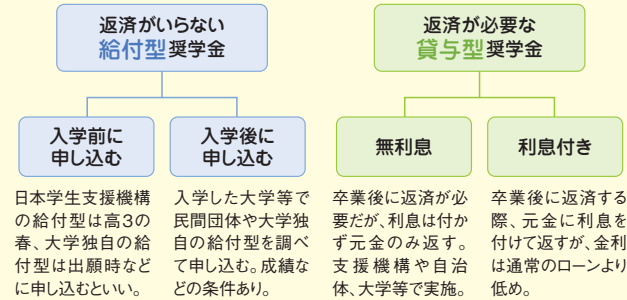 返済がいらない
給付型奨学金
返済が必要な
貸与型奨学金
入学前に
申し込む
入学後に
申し込む
無利息
利息付き
日本学生支援機構
の給付型は高3の
春、大学独自の給
付型は出願時など
に申し込むといい。
入学した大学等で
民間団体や大学独
自の給付型を調べ
て申し込む。成績な
どの条件あり。
卒業後に返済が必
要だが、利息は付か
ず元金のみ返す。
支援機構や自治
体、大学等で実施。
卒業後に返済する
際、元金に利息を
付けて返すが、金利
は通常のローンより
低め。